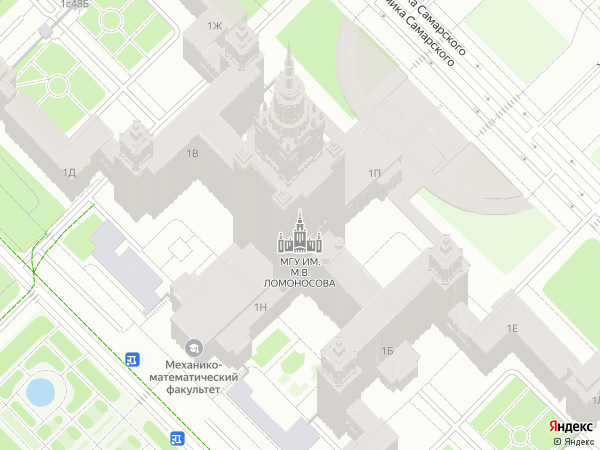 1с48Б
1Ж
мика Самарского
ика Самарского
1Д
1В
1П
МГУ ИМ.
М.В.
ЛОМОНОСОВА
1Н
1Е
1Б
Механико-
математический
факультет
Яндекс
© Яндекс